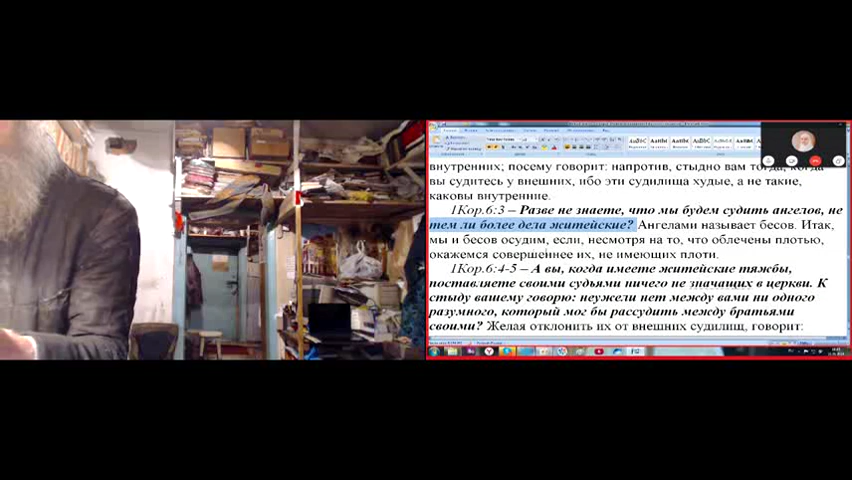 внутренних; посему говорит: напротив, стыдно вам тогда, когда
вы судитесь у внешних, ибо эти судилища худые, а не такие,
каковы внутренние.
1Кор.6:3 – Разве не знаете, что мы будем судить ангелов, не
тем ли более дела житейские? Ангелами называет бесов. Итак,
мы и бесов осудим, если, несмотря на то, что облечены плотью,
окажемся совершеннее их, не имеющих плоти.
1Кор.6:4-5 – А вы, когда имеете житейские тяжбы,
поставляете своими судьями ничего не значащих в церкви. К
стыду вашему говорю: неужели нет между вами ни одного
разумного, который мог бы рассудить между братьями
своими? Желая отклонить их от внешних судилищ, говорит: